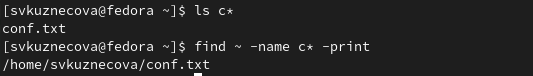 [svkuznecova@fedora ~]$ ls c*
conf.txt
[svkuznecova@fedora ~]$ find ~ -name c* -print
/home/svkuznecova/conf.txt